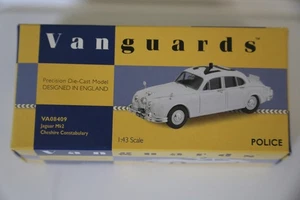 Vanguards
Precision Die-Cast Model
DESIGNED IN ENGLAND
VA08409
Jaguar Mk2
Cheshire Constabulary
1:43 Scale
POLICE